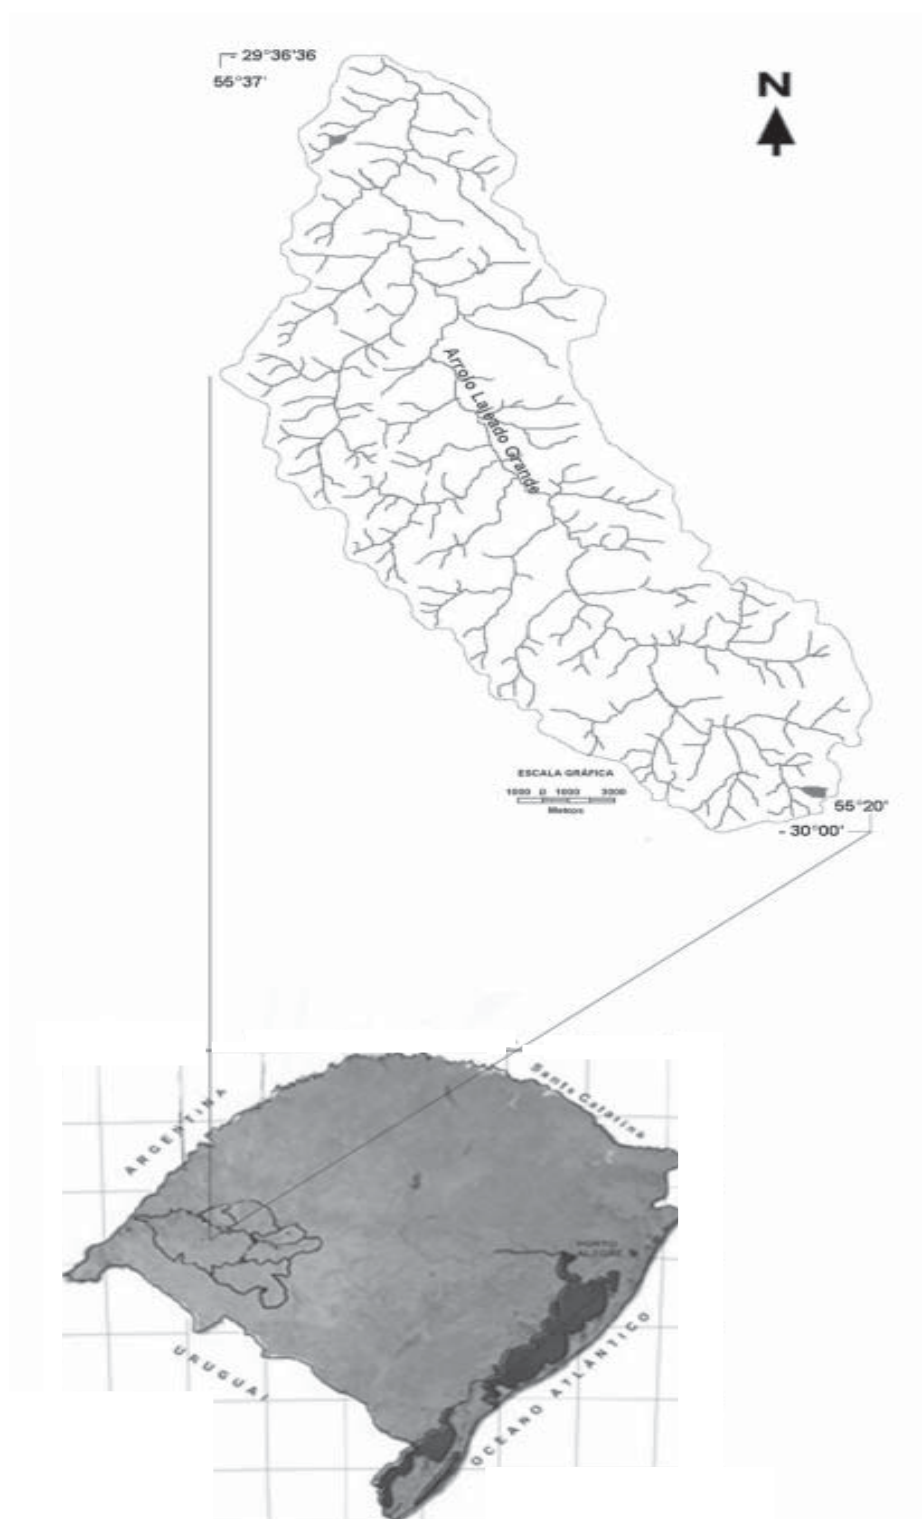 - 29°36'36
55°37'
N
Arroio Lajeado Grande
ESCALA GRÁFICA
1000 0 1000 3000
Metros
55°20'
- 30°00'
Santa Catarina
ARGENTINA
PORTO
ALEGRE
URUGUAI
OCEANO ATLÂNTICO